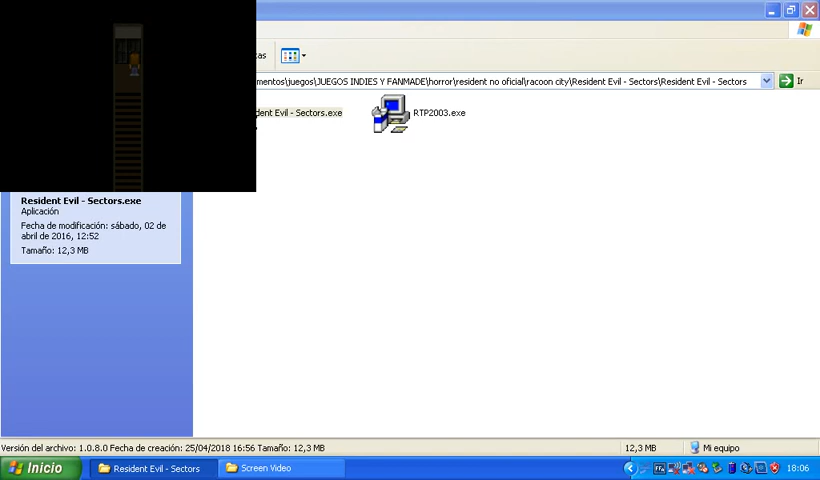 cas
mentos\juegos\JUEGOS INDIES Y FANMADE\horror\resident no oficial\racoon city\Resident Evil - Sectors\Resident Evil - Sectors
Ir
dent Evil - Sectors.exe
RTP2003.exe
Resident Evil - Sectors.exe
Aplicación
Fecha de modificación: sábado, 02 de
abril de 2016, 12:52
Tamaño: 12,3 MB
Versión del archivo: 1.0.8.0 Fecha de creación: 25/04/2018 16:56 Tamaño: 12,3 MB
12,3 MB
Mi equipo
Inicio
Resident Evil - Sectors
Screen Video
18:06